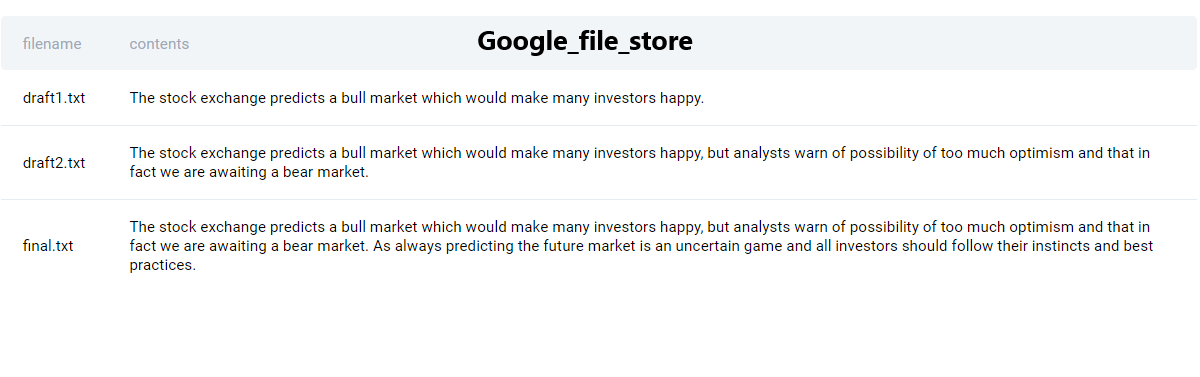 filename contents Google_file_store
draft1.txt The stock exchange predicts a bull market which would make many investors happy.
draft2.txt The stock exchange predicts a bull market which would make many investors happy, but analysts warn of possibility of too much optimism and that in
fact we are awaiting a bear market.
final.txt The stock exchange predicts a bull market which would make many investors happy, but analysts warn of possibility of too much optimism and that in
fact we are awaiting a bear market. As always predicting the future market is an uncertain game and all investors should follow their instincts and best
practices.